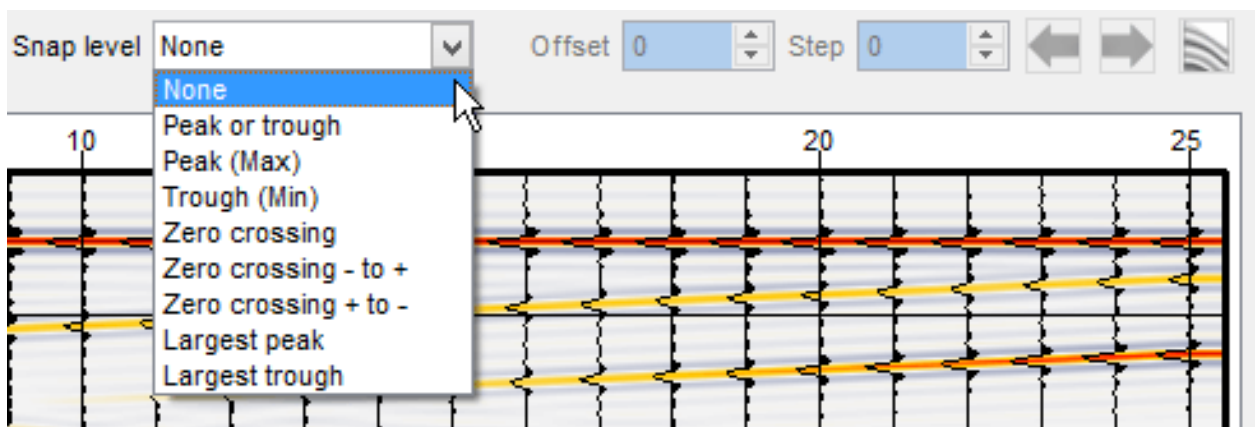 Snap level None Offset 0 Step 0
None
Peak or trough
Peak (Max)
Trough (Min)
Zero crossing
Zero crossing - to +
Zero crossing + to -
Largest peak
Largest trough
10 20 25